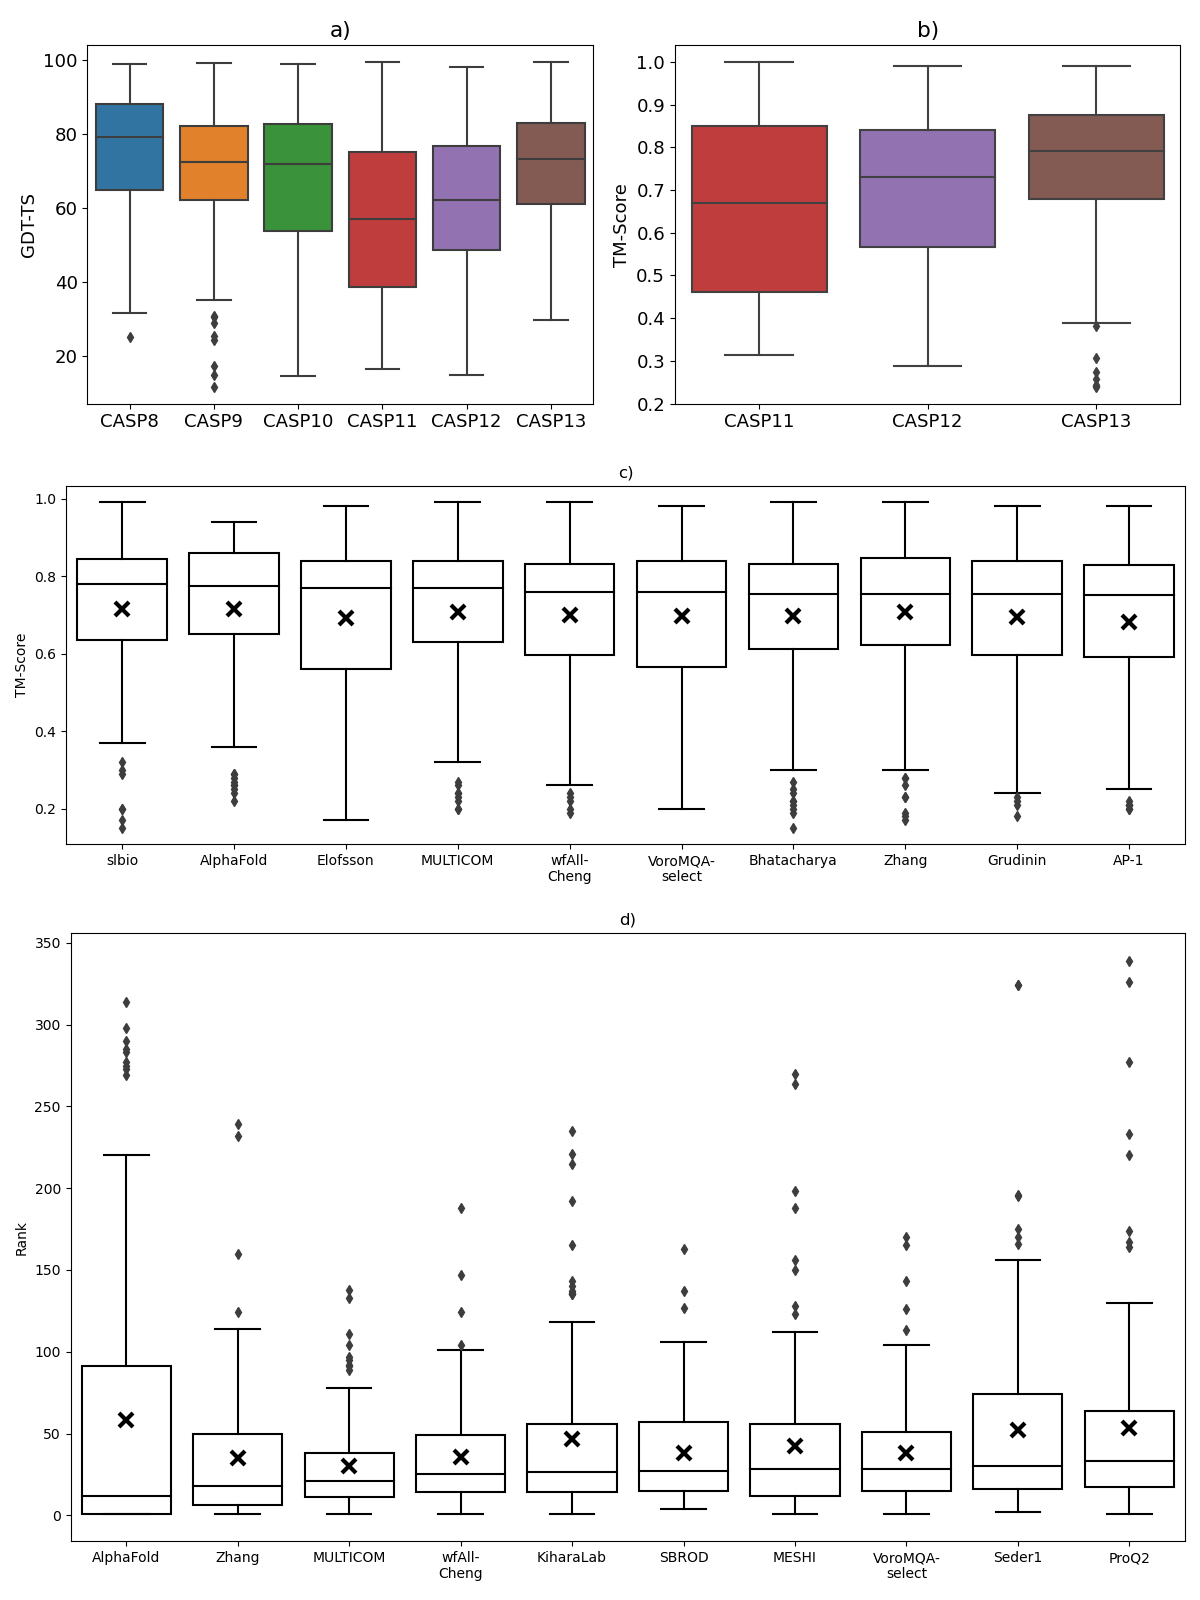 a)
100
80
60
40
20
GDT-TS
CASP8 CASP9 CASP10 CASP11 CASP12 CASP13
b)
1.0
0.9
0.8
0.7
0.6
0.5
0.4
0.3
0.2
TM-Score
CASP11 CASP12 CASP13
c)
1.0
0.8
0.6
0.4
0.2
TM-Score
slbio AlphaFold Elofsson MULTICOM wfAll- VoroMQA- Bhatacharya Zhang Grudinin AP-1
Cheng select
d)
350
300
250
200
150
100
50
0
Rank
AlphaFold Zhang MULTICOM wfAll- KiharaLab SBROD MESHI VoroMQA- Seder1 ProQ2
Cheng select